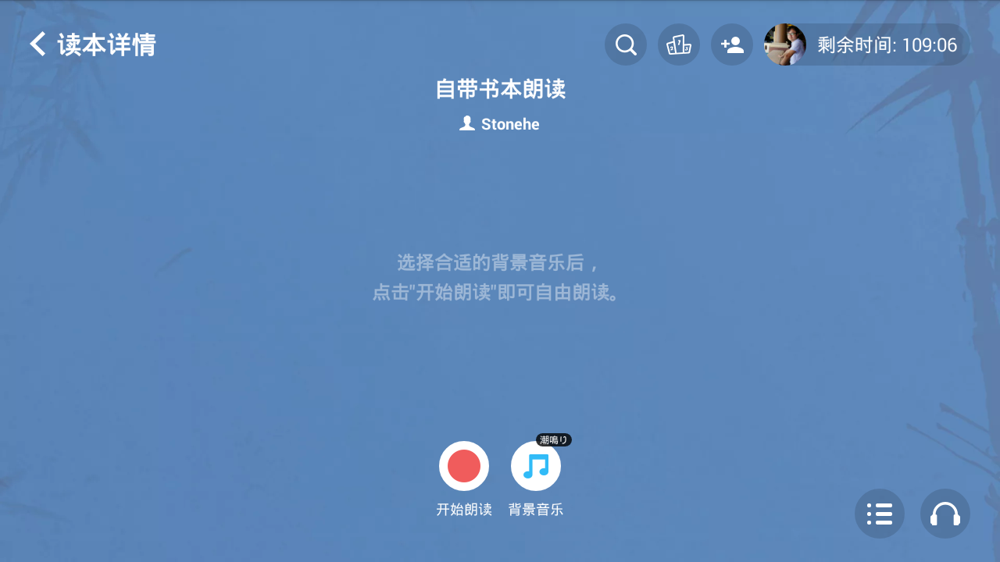 读本详情
剩余时间: 109:06
自带书本朗读
Stonehe
选择合适的背景音乐后，
点击"开始朗读"即可自由朗读。
潮鳴り
开始朗读
背景音乐